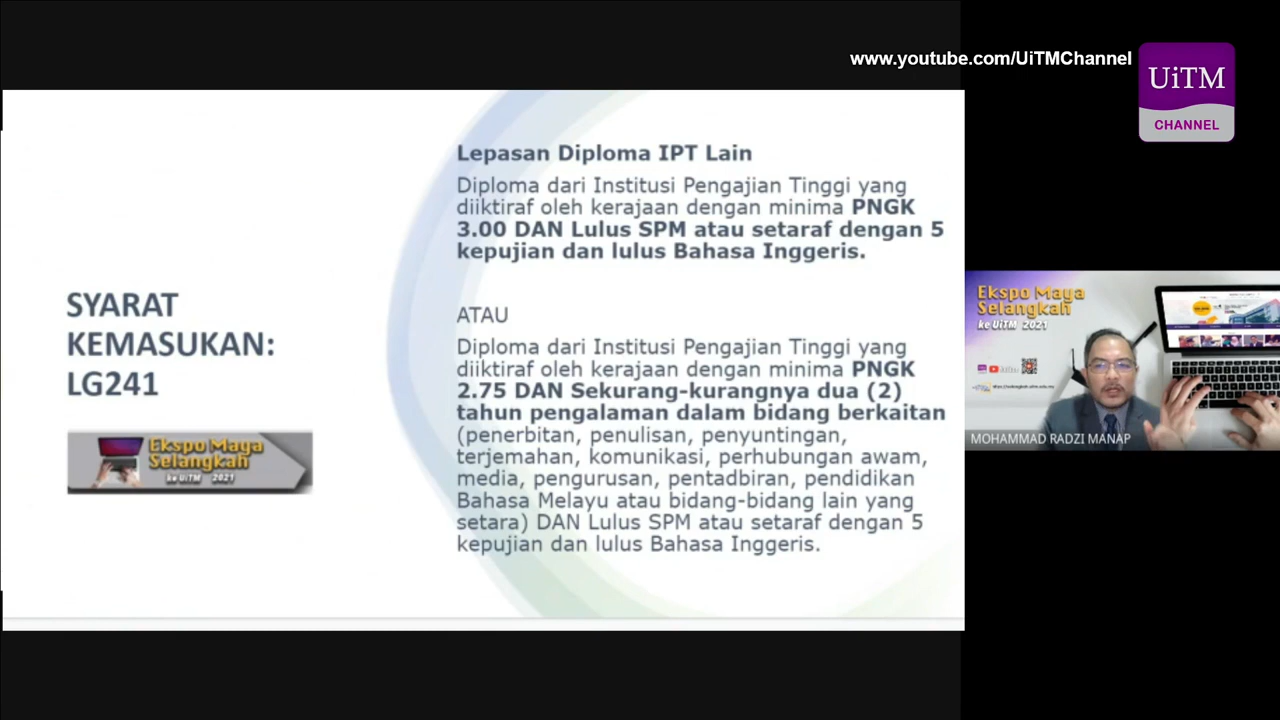 www.youtube.com/UiTMChannel
UiTM
CHANNEL
Lepasan Diploma IPT Lain
Diploma dari Institusi Pengajian Tinggi yang
diiktiraf oleh kerajaan dengan minima PNGK
3.00 DAN Lulus SPM atau setaraf dengan 5
kepujian dan lulus Bahasa Inggeris.
SYARAT
KEMASUKAN:
LG241
Ekspo Maya
Selangkah
ke UiTM 2021
ATAU
Diploma dari Institusi Pengajian Tinggi yang
diiktiraf oleh kerajaan dengan minima PNGK
2.75 DAN Sekurang-kurangnya dua (2)
tahun pengalaman dalam bidang berkaitan
(penerbitan, penulisan, penyuntingan,
terjemahan, komunikasi, perhubungan awam,
media, pengurusan, pentadbiran, pendidikan
Bahasa Melayu atau bidang-bidang lain yang
setara) DAN Lulus SPM atau setaraf dengan 5
kepujian dan lulus Bahasa Inggeris.
Ekspo Maya
Selangkah
ke UiTM 2021
MOHAMMAD RADZI MANAP